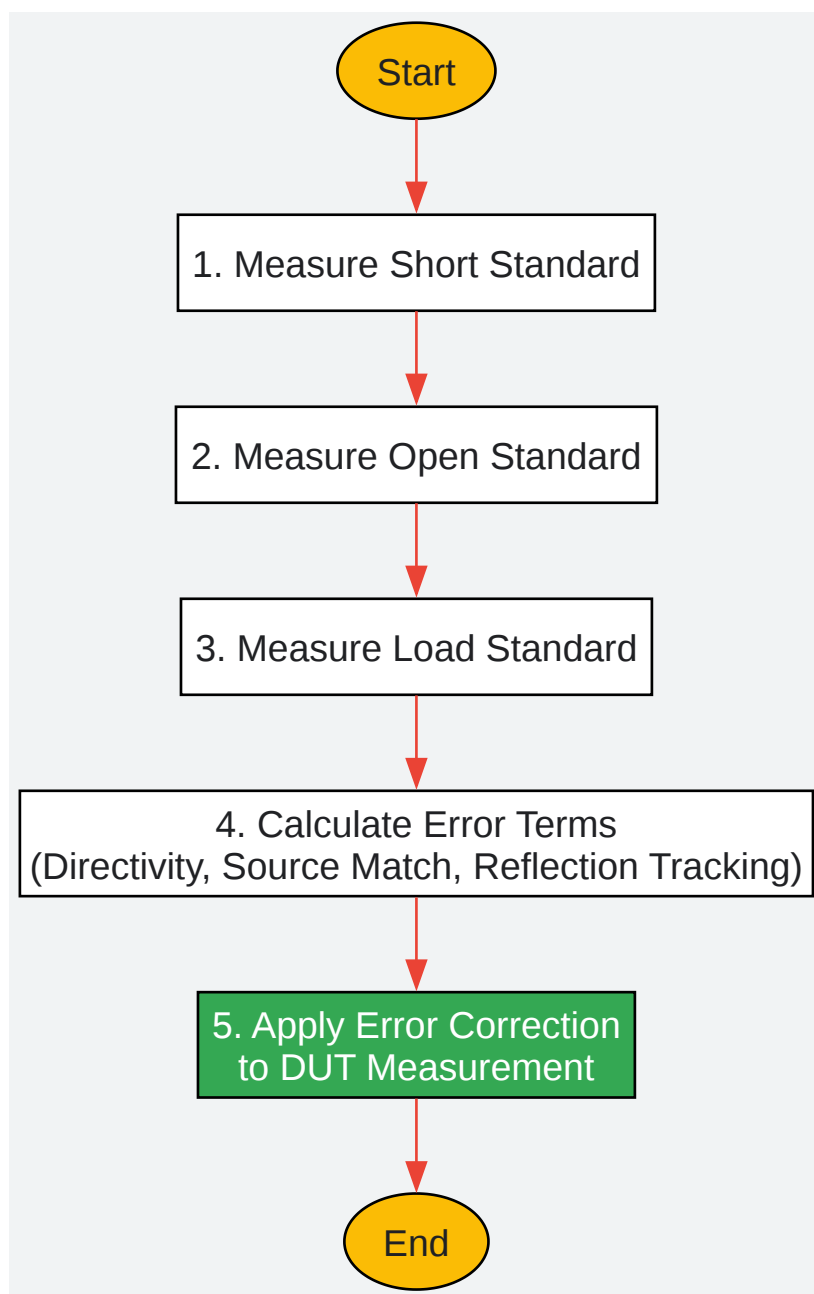 Start
1. Measure Short Standard
2. Measure Open Standard
3. Measure Load Standard
4. Calculate Error Terms
(Directivity, Source Match, Reflection Tracking)
5. Apply Error Correction
to DUT Measurement
End